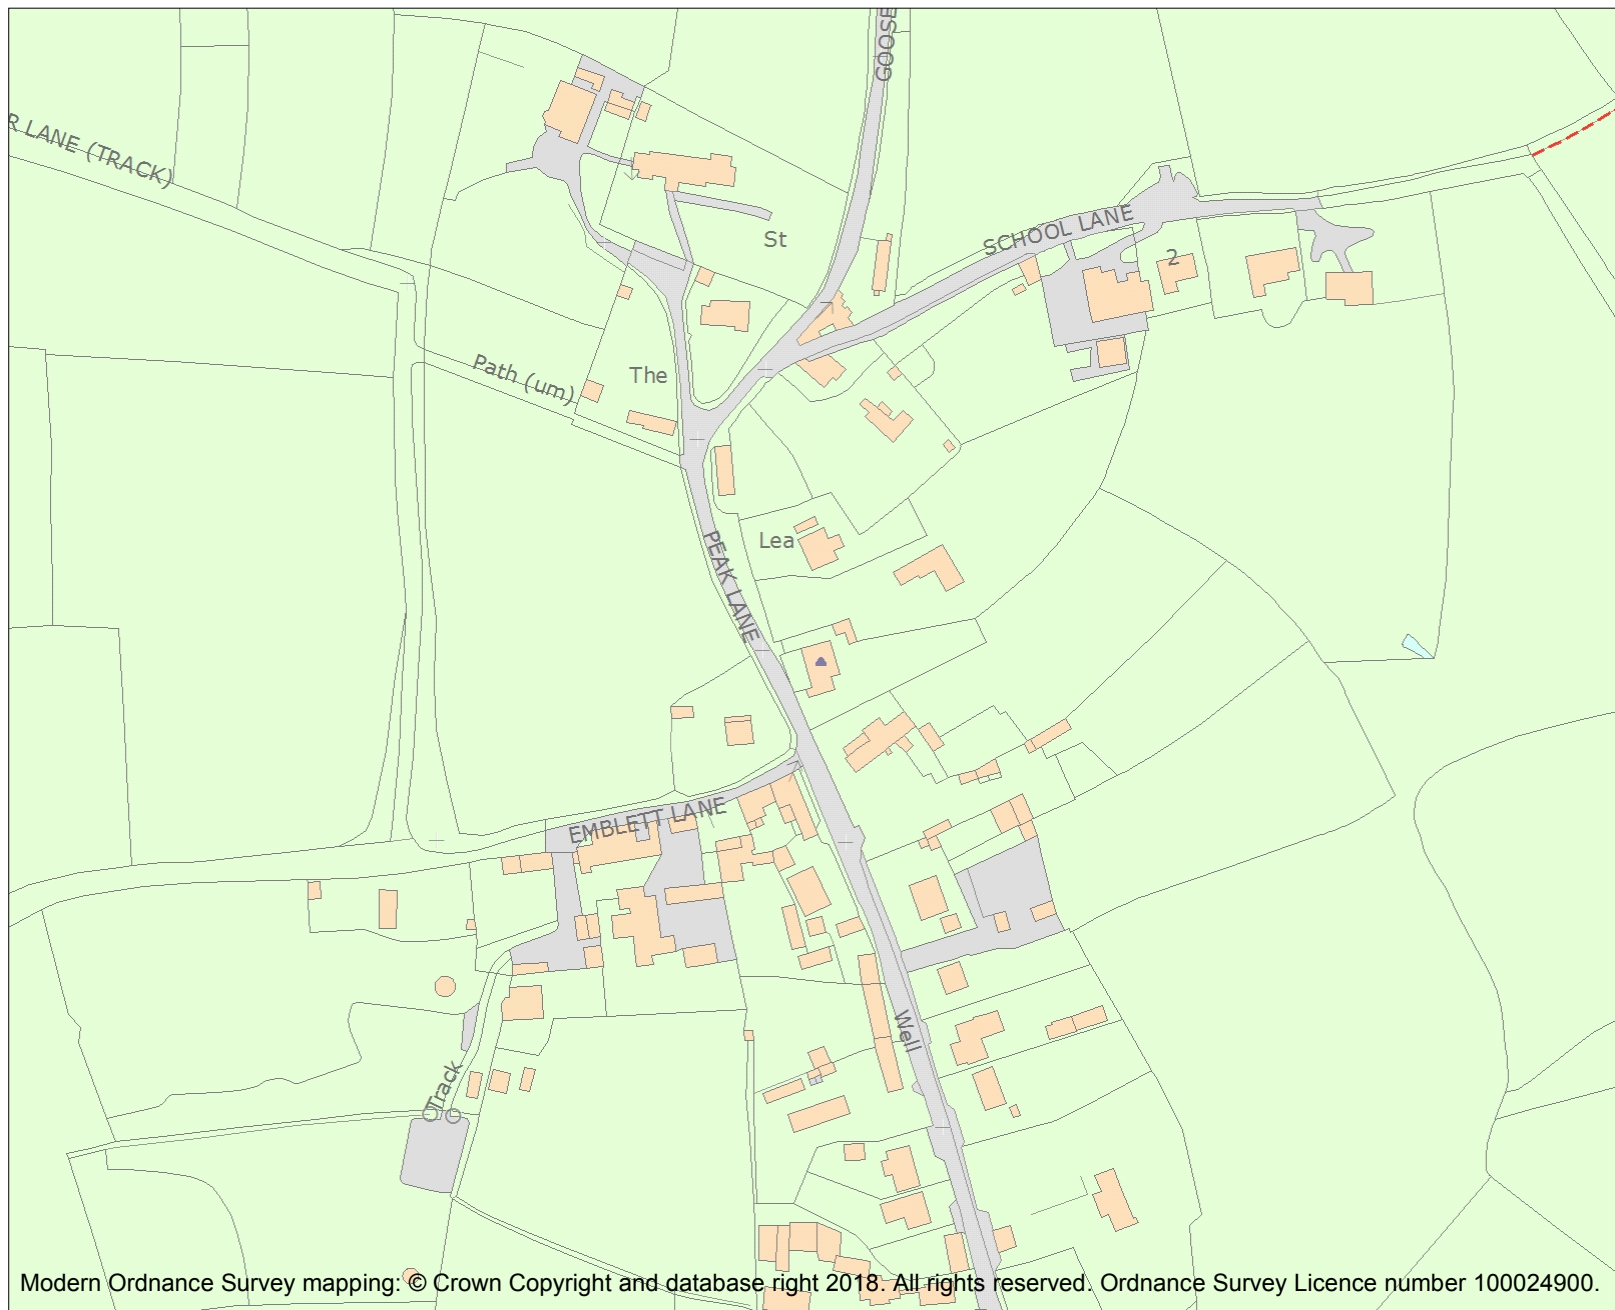 GOOSE
R LANE (TRACK)
SCHOOL LANE
St
2
Path (um)
The
Lea
PEAK LANE
EMBLETT LANE
Well
Track
Modern Ordnance Survey mapping: © Crown Copyright and database right 2018. All rights reserved. Ordnance Survey Licence number 100024900.